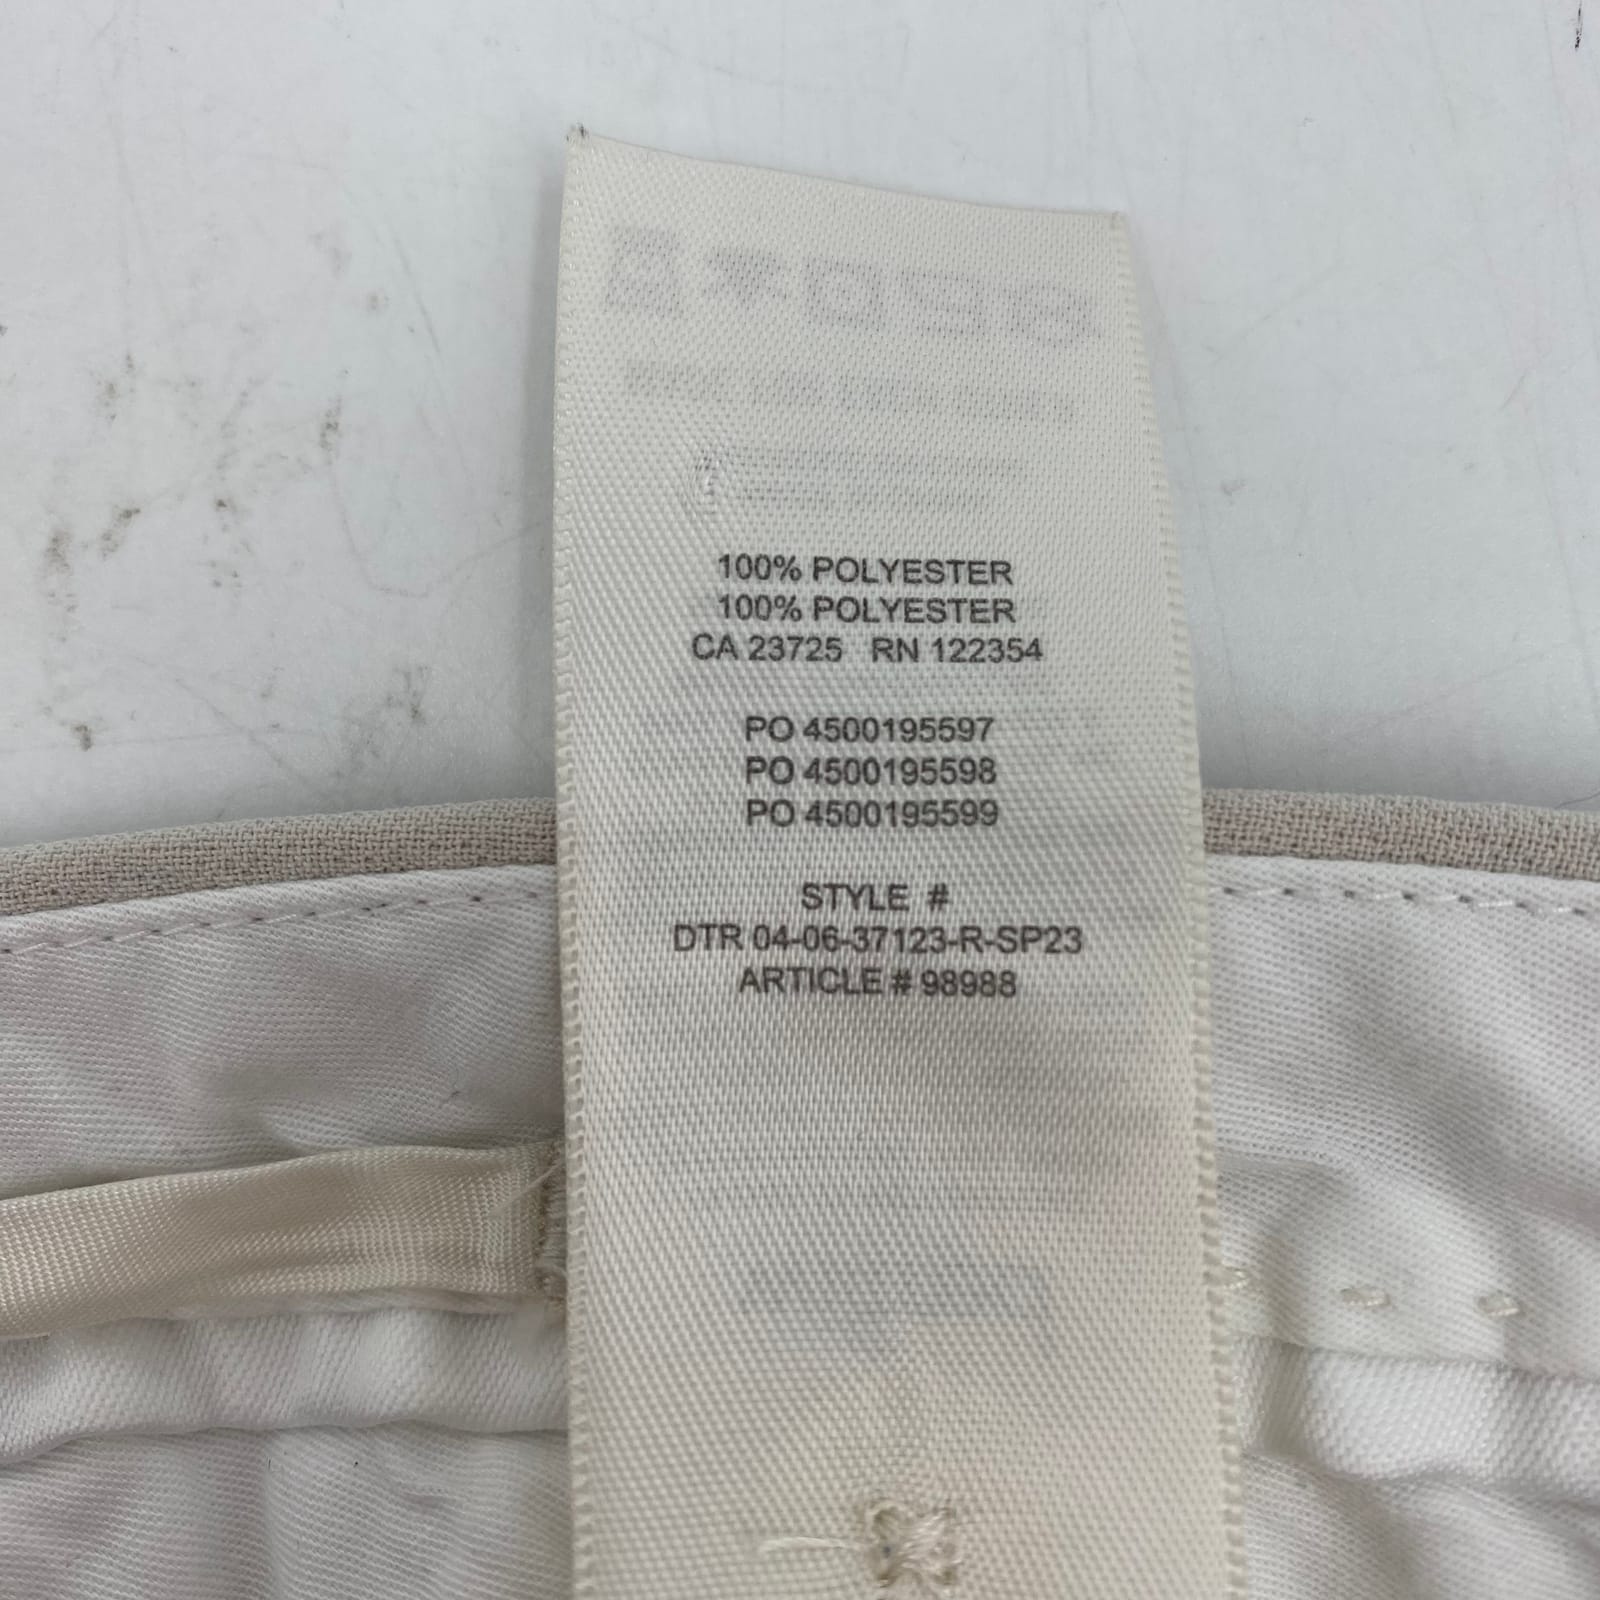 100% POLYESTER
100% POLYESTER
CA 23725 RN 122354
PO 4500195597
PO 4500195598
PO 4500195599
STYLE #
DTR 04-06-37123-R-SP23
ARTICLE # 98988